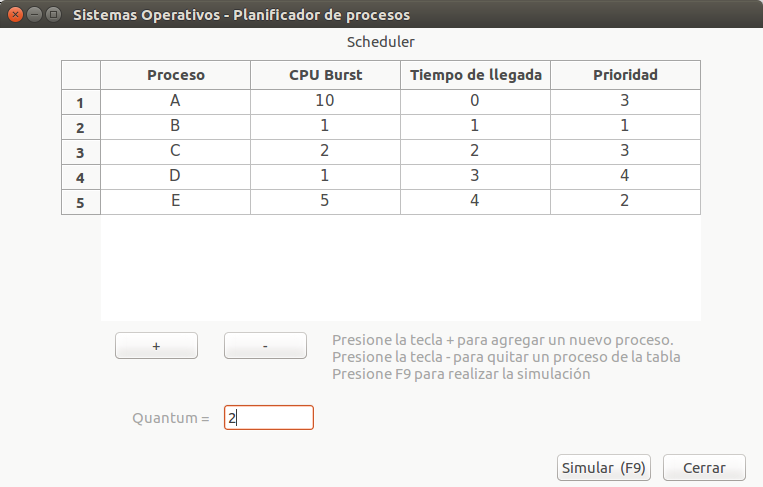 Sistemas Operativos - Planificador de procesos
Scheduler
Proceso CPU Burst Tiempo de llegada Prioridad
1 A 10 0 3
2 B 1 1 1
3 C 2 2 3
4 D 1 3 4
5 E 5 4 2
+ -
Presione la tecla + para agregar un nuevo proceso.
Presione la tecla - para quitar un proceso de la tabla
Presione F9 para realizar la simulación
Quantum = 2
Simular (F9) Cerrar